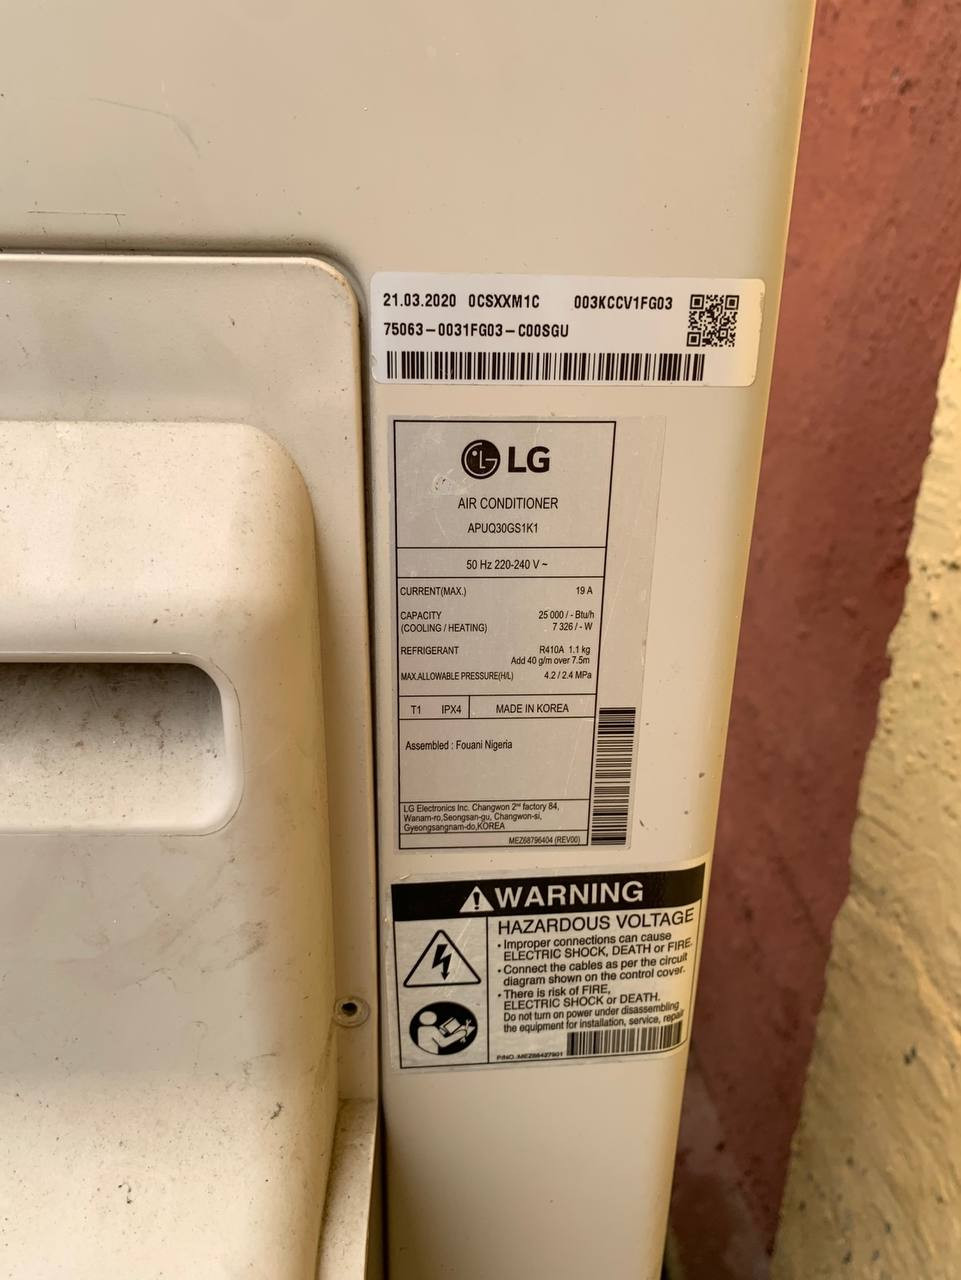 21.03.2020 0CSXXM1C 003KCCV1FG03
75063-0031FG03-C00SGU
LG
AIR CONDITIONER
APUQ30GS1K1
50 Hz 220-240 V ~
CURRENT(MAX.) 19 A
CAPACITY 25 000 / - Btu/h
(COOLING / HEATING) 7 326 / - W
REFRIGERANT R410A 1.1 kg
Add 40 g/m over 7.5m
MAX.ALLOWABLE PRESSURE(H/L) 4.2 / 2.4 MPa
T1 IPX4 MADE IN KOREA
Assembled : Fouani Nigeria
LG Electronics Inc. Changwon 2nd factory 84,
Wanam-ro,Seongsan-gu, Changwon-si,
Gyeongsangnam-do,KOREA
MEZ68796404 (REV00)
WARNING
HAZARDOUS VOLTAGE
• Improper connections can cause
ELECTRIC SHOCK, DEATH or FIRE.
• Connect the cables as per the circuit
diagram shown on the control cover.
• There is risk of FIRE,
ELECTRIC SHOCK or DEATH.
Do not turn on power under disassembling
the equipment for installation, service, repair
P/NO.:MEZ66427901